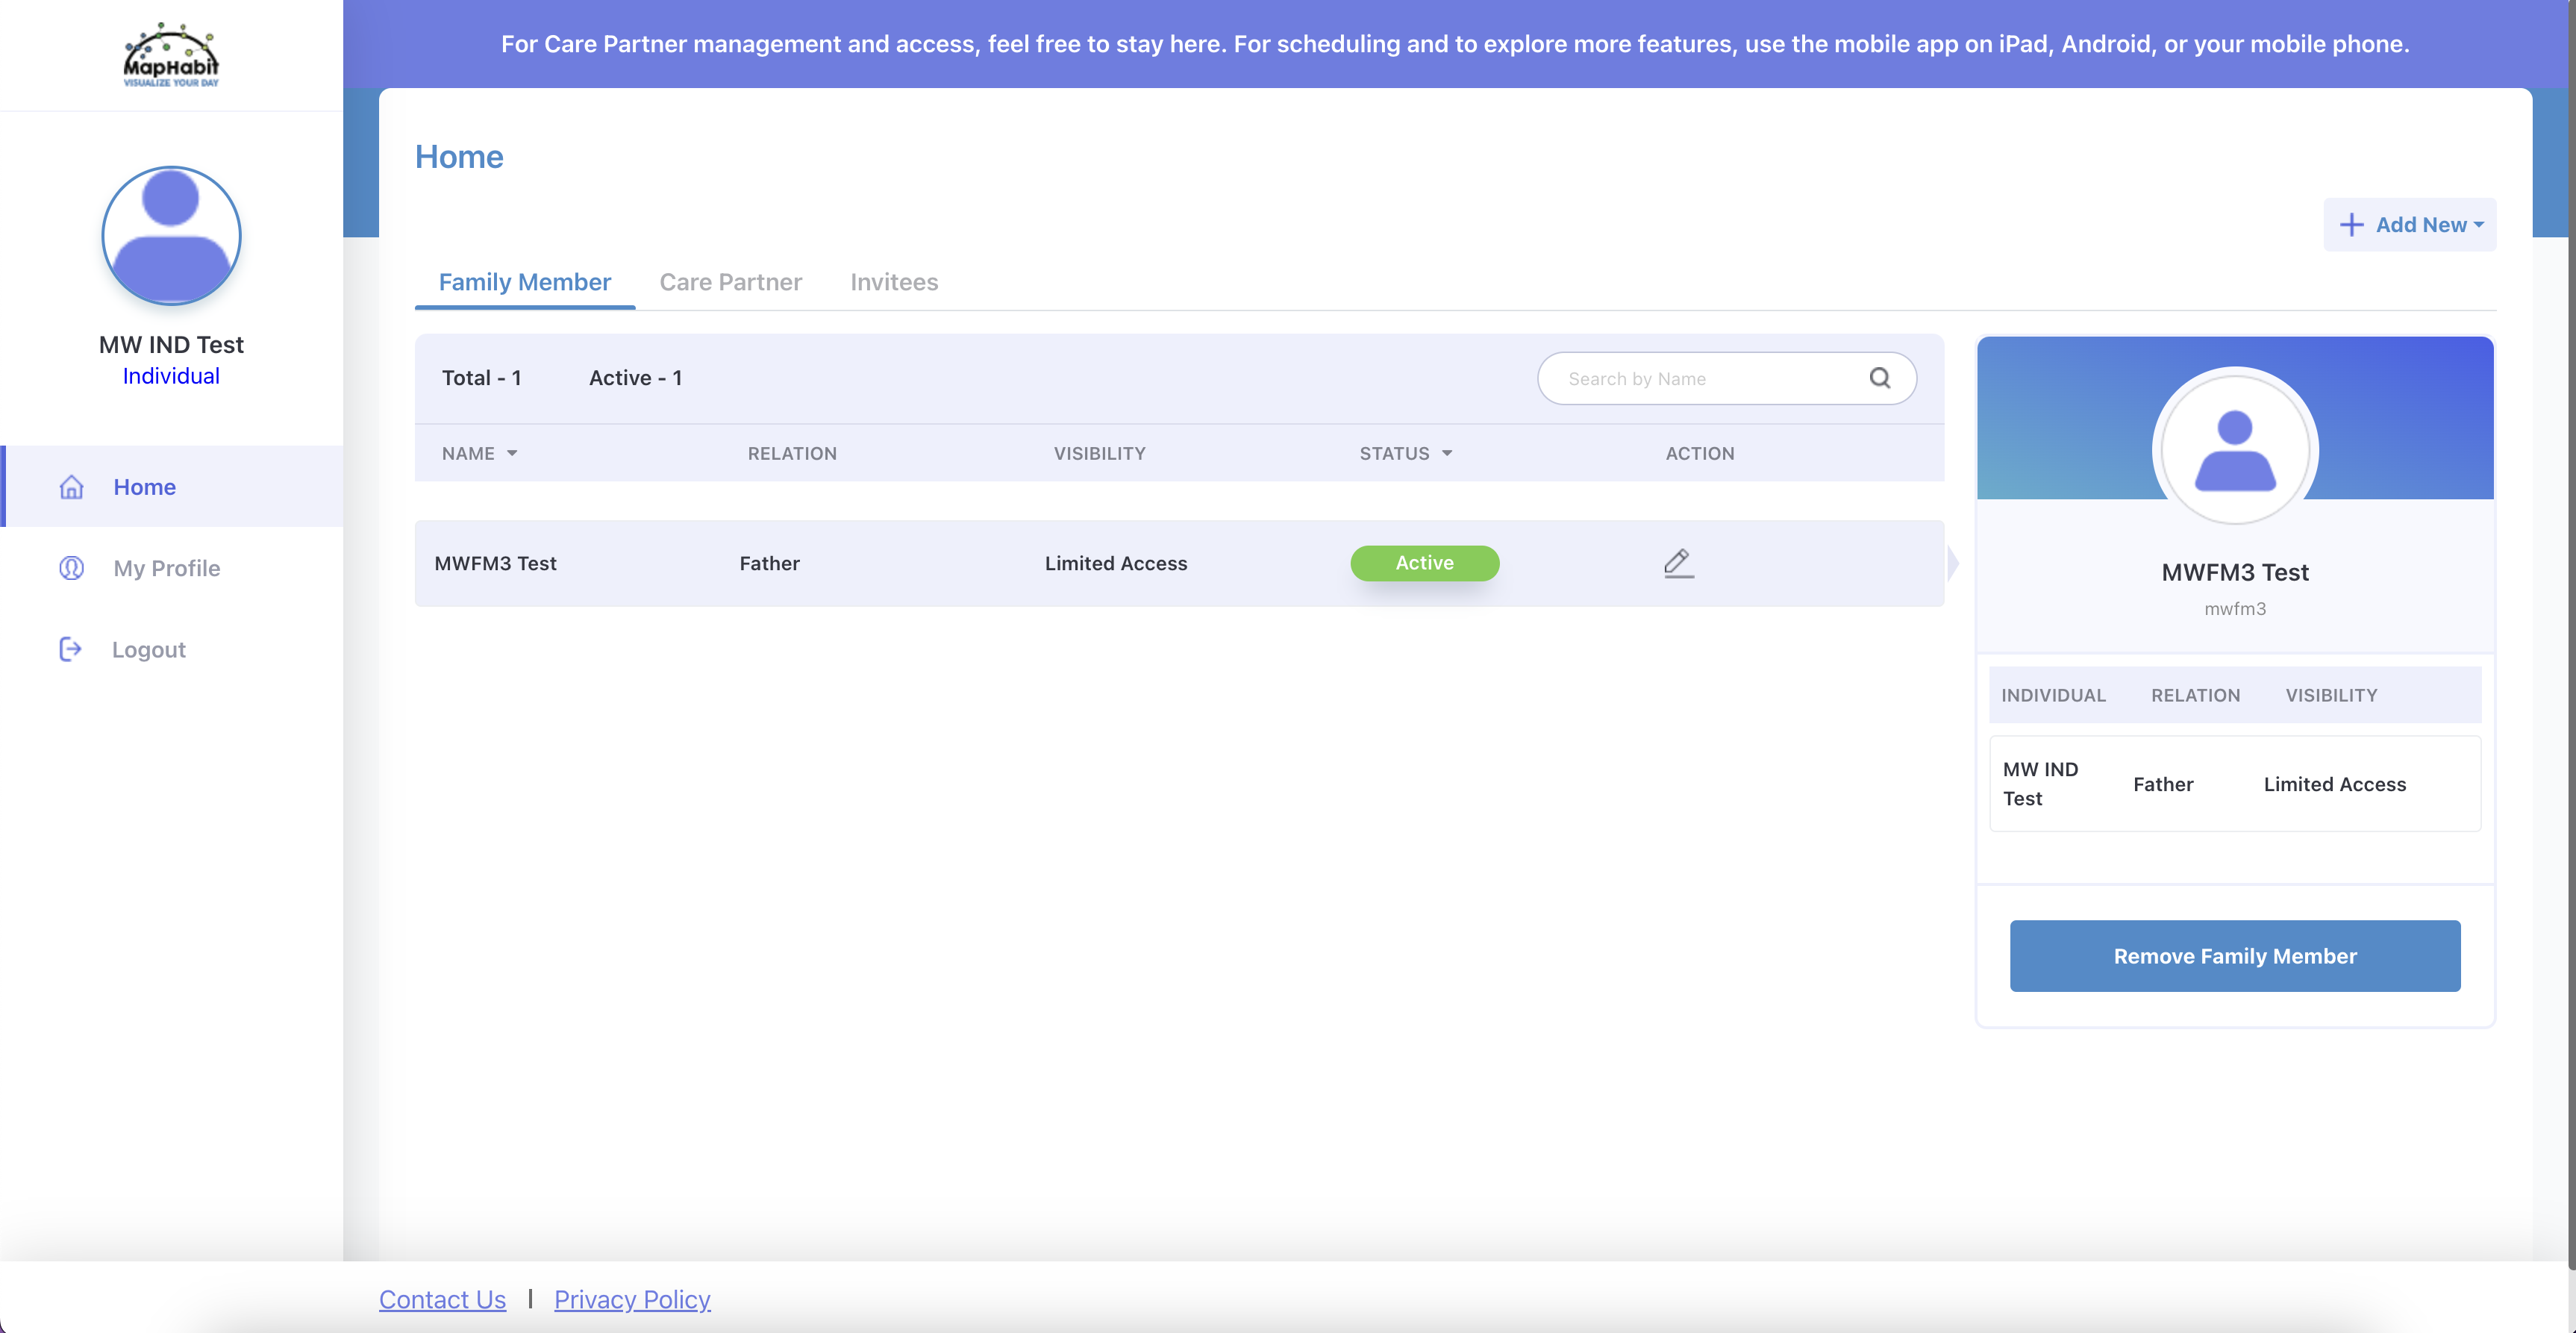 MapHabit
VISUALIZE YOUR DAY
For Care Partner management and access, feel free to stay here. For scheduling and to explore more features, use the mobile app on iPad, Android, or your mobile phone.
MW IND Test
Individual
Home
My Profile
Logout
Home
Add New
Family Member Care Partner Invitees
Total - 1 Active - 1 Search by Name
NAME RELATION VISIBILITY STATUS ACTION
MWFM3 Test Father Limited Access Active
MWFM3 Test
mwfm3
INDIVIDUAL RELATION VISIBILITY
MW IND Test Father Limited Access
Remove Family Member
Contact Us | Privacy Policy